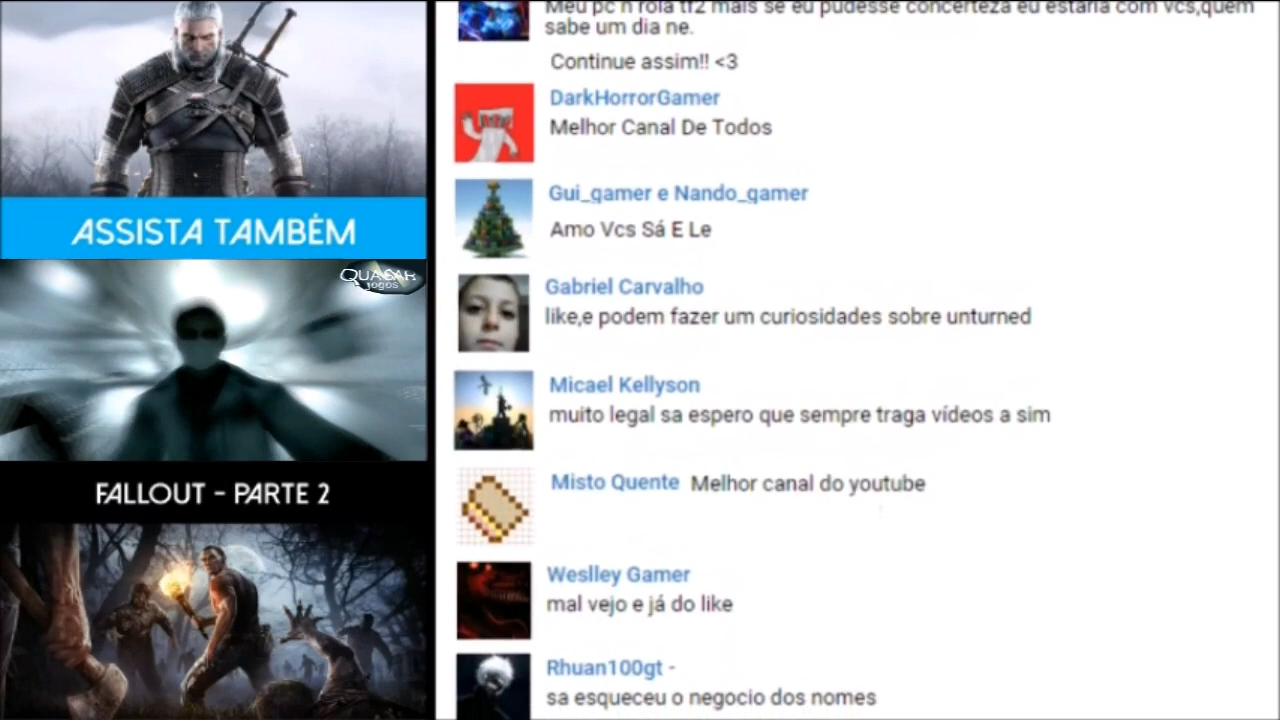 Meu pc n rola tf2 mais se eu pudesse concerteza eu estaria com vcs,quem
sabe um dia ne.
Continue assim!! <3
DarkHorrorGamer
Melhor Canal De Todos
Gui_gamer e Nando_gamer
Amo Vcs Sá E Le
Gabriel Carvalho
like,e podem fazer um curiosidades sobre unturned
Micael Kellyson
muito legal sa espero que sempre traga vídeos a sim
Misto Quente Melhor canal do youtube
Weslley Gamer
mal vejo e já do like
Rhuan100gt -
sa esqueceu o negocio dos nomes
ASSISTA TAMBÉM
QUASAR
jogos
FALLOUT - PARTE 2